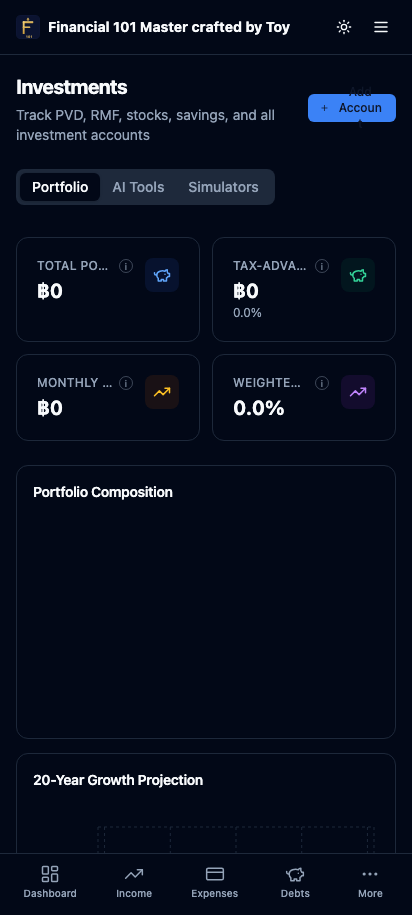 Financial 101 Master crafted by Toy
Investments
Track PVD, RMF, stocks, savings, and all
investment accounts
+ Add
Accoun
t
Portfolio
AI Tools
Simulators
TOTAL PO...
฿0
TAX-ADVA...
฿0
0.0%
MONTHLY ...
฿0
WEIGHTE...
0.0%
Portfolio Composition
20-Year Growth Projection
Dashboard
Income
Expenses
Debts
More